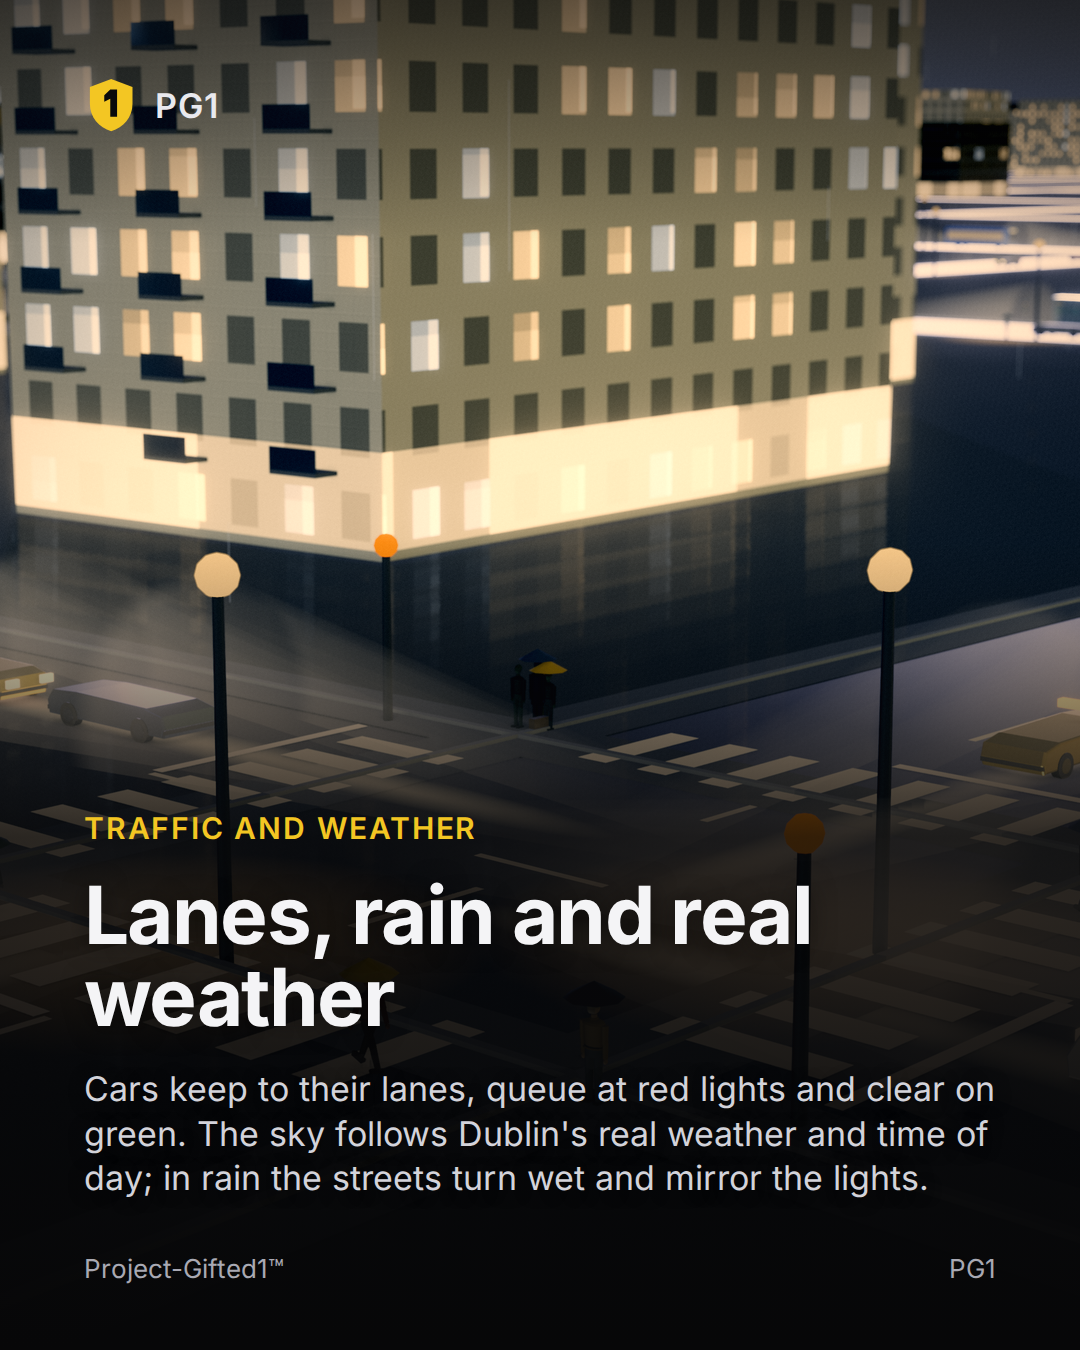 1 PG1
TRAFFIC AND WEATHER
Lanes, rain and real
weather
Cars keep to their lanes, queue at red lights and clear on
green. The sky follows Dublin's real weather and time of
day; in rain the streets turn wet and mirror the lights.
Project-Gifted1™ PG1